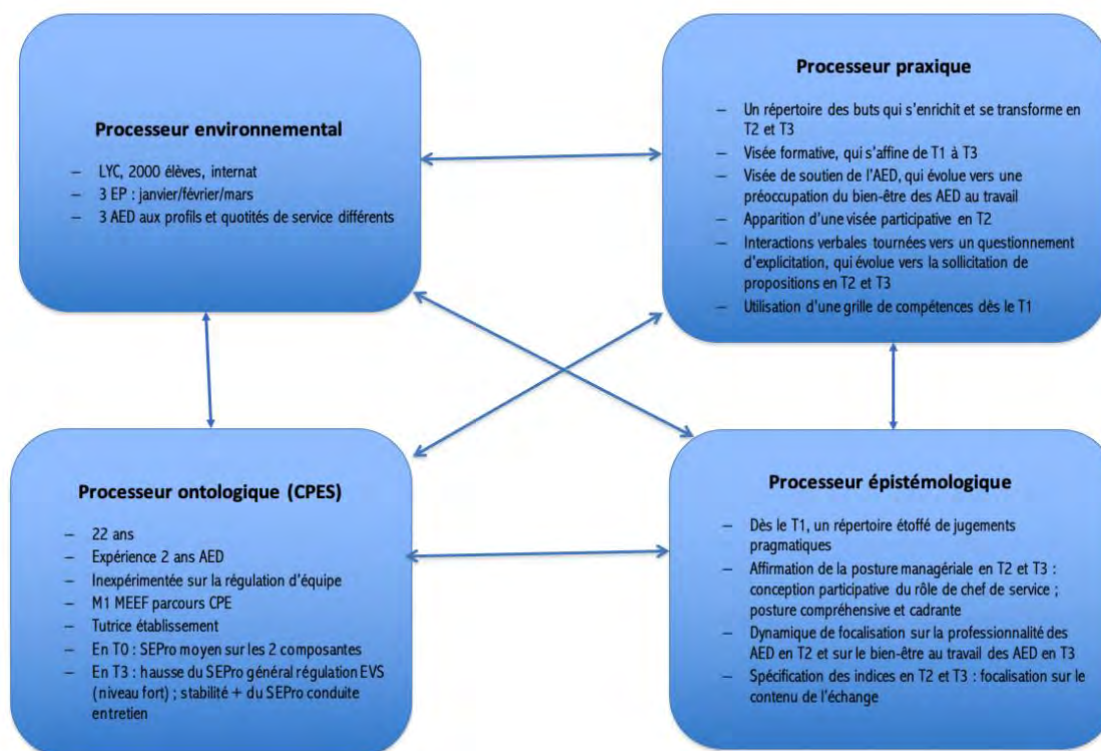 Processeur environnemental
– LYC, 2000 élèves, internat
– 3 EP : janvier/février/mars
– 3 AED aux profils et quotités de service différents
Processeur praxique
– Un répertoire des buts qui s'enrichit et se transforme en
T2 et T3
– Visée formative, qui s'affine de T1 à T3
– Visée de soutien de l'AED, qui évolue vers une
préoccupation du bien-être des AED au travail
– Apparition d'une visée participative en T2
– Interactions verbales tournées vers un questionnement
d'explicitation, qui évolue vers la sollicitation de
propositions en T2 et T3
– Utilisation d'une grille de compétences dès le T1
Processeur ontologique (CPES)
– 22 ans
– Expérience 2 ans AED
– Inexpérimentée sur la régulation d'équipe
– M1 MEEF parcours CPE
– Tutrice établissement
– En T0 : SEPro moyen sur les 2 composantes
– En T3 : hausse du SEPro général régulation EVS
(niveau fort) ; stabilité + du SEPro conduite
entretien
Processeur épistémologique
– Dès le T1, un répertoire étoffé de jugements
pragmatiques
– Affirmation de la posture managériale en T2 et T3 :
conception participative du rôle de chef de service ;
posture compréhensive et cadrante
– Dynamique de focalisation sur la professionnalité des
AED en T2 et sur le bien-être au travail des AED en T3
– Spécification des indices en T2 et T3 : focalisation sur le
contenu de l'échange